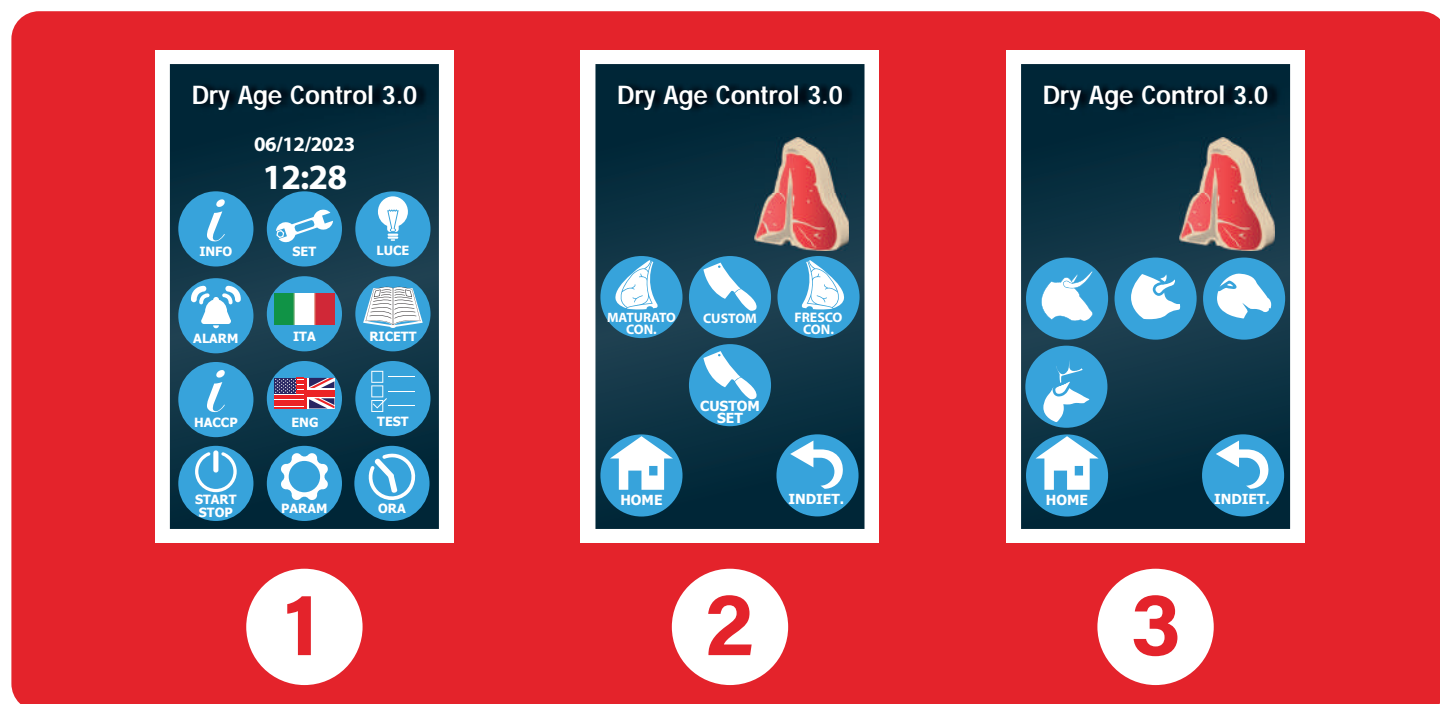 Dry Age Control 3.0
06/12/2023
12:28
INFO
SET
LUCE
ALARM
ITA
RICETT
HACCP
ENG
TEST
START
STOP
PARAM
ORA
1
Dry Age Control 3.0
MATURATO
CON.
CUSTOM
FRESCO
CON.
CUSTOM
SET
HOME
INDIET.
2
Dry Age Control 3.0
HOME
INDIET.
3